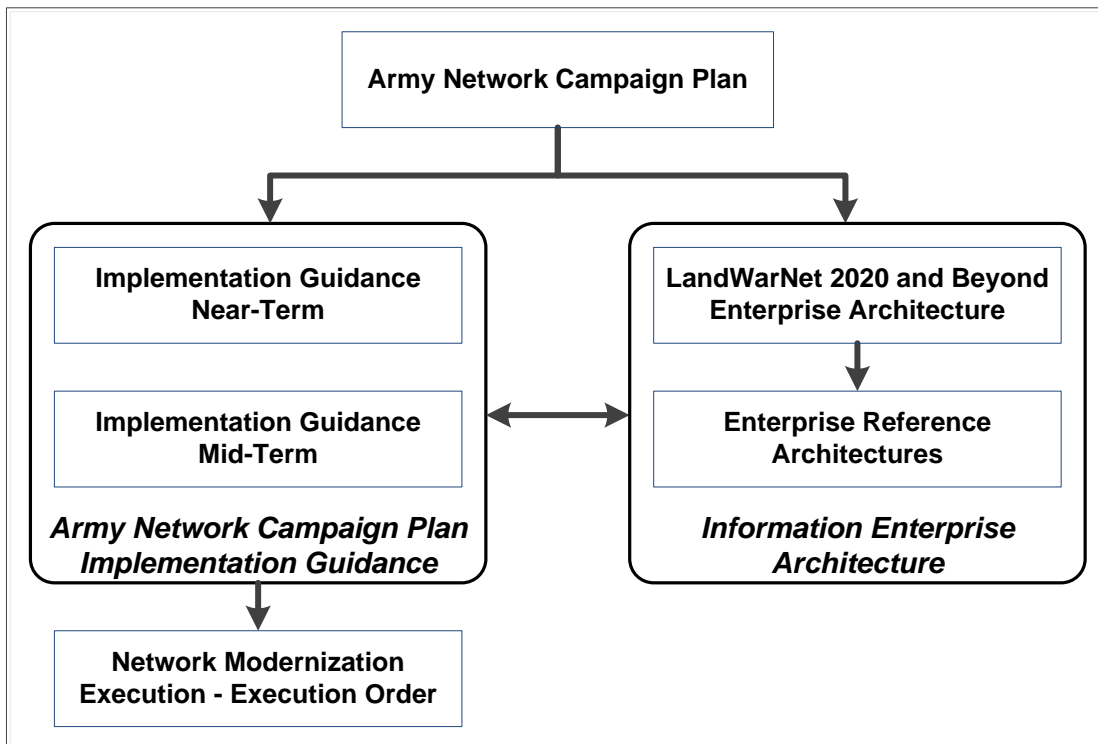 Army Network Campaign Plan
Implementation Guidance
Near-Term
Implementation Guidance
Mid-Term
Army Network Campaign Plan
Implementation Guidance
LandWarNet 2020 and Beyond
Enterprise Architecture
Enterprise Reference
Architectures
Information Enterprise
Architecture
Network Modernization
Execution - Execution Order